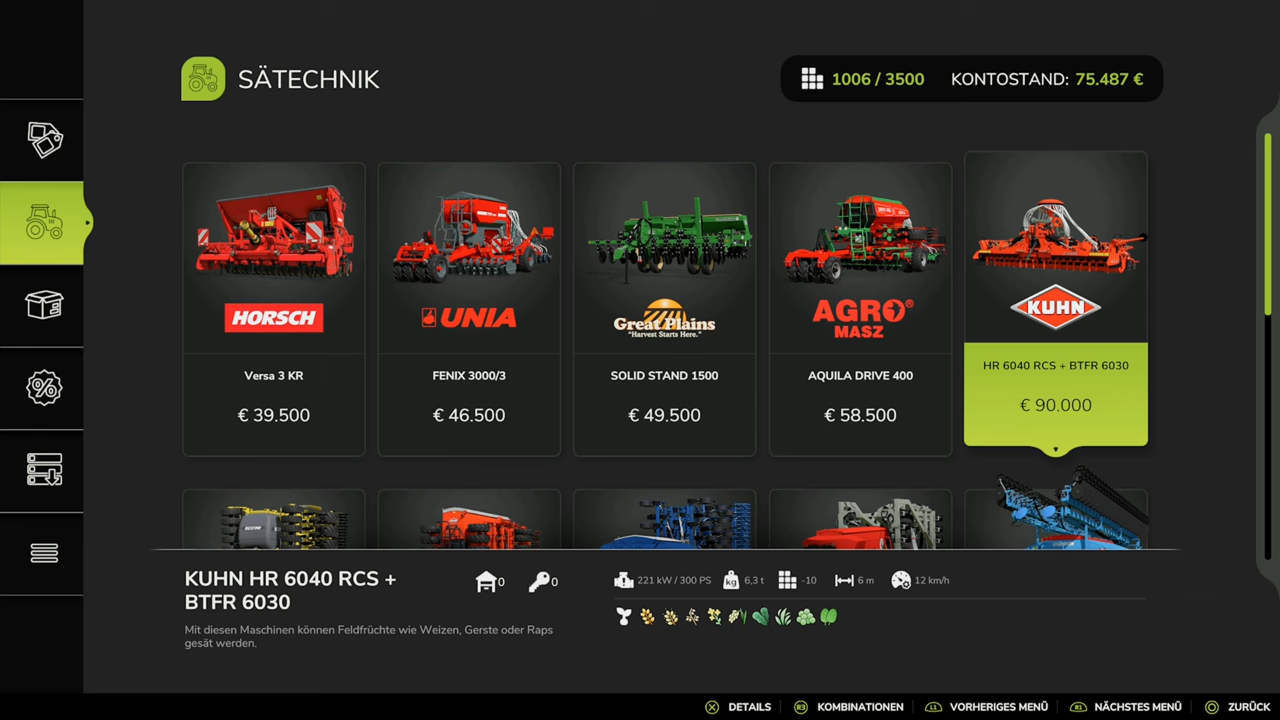 SÄTECHNIK
1006 / 3500 KONTOSTAND: 75.487 €
HORSCH
Versa 3 KR
€ 39.500
UNIA
FENIX 3000/3
€ 46.500
Great Plains
"Harvest Starts Here."
SOLID STAND 1500
€ 49.500
AGRO®
MASZ
AQUILA DRIVE 400
€ 58.500
KUHN
HR 6040 RCS + BTFR 6030
€ 90.000
KUHN HR 6040 RCS +
BTFR 6030
0 0
Mit diesen Maschinen können Feldfrüchte wie Weizen, Gerste oder Raps
gesät werden.
221 kW / 300 PS kg 6,3 t -10 6 m 12 km/h
DETAILS R3 KOMBINATIONEN L1 VORHERIGES MENÜ R1 NÄCHSTES MENÜ ZURÜCK